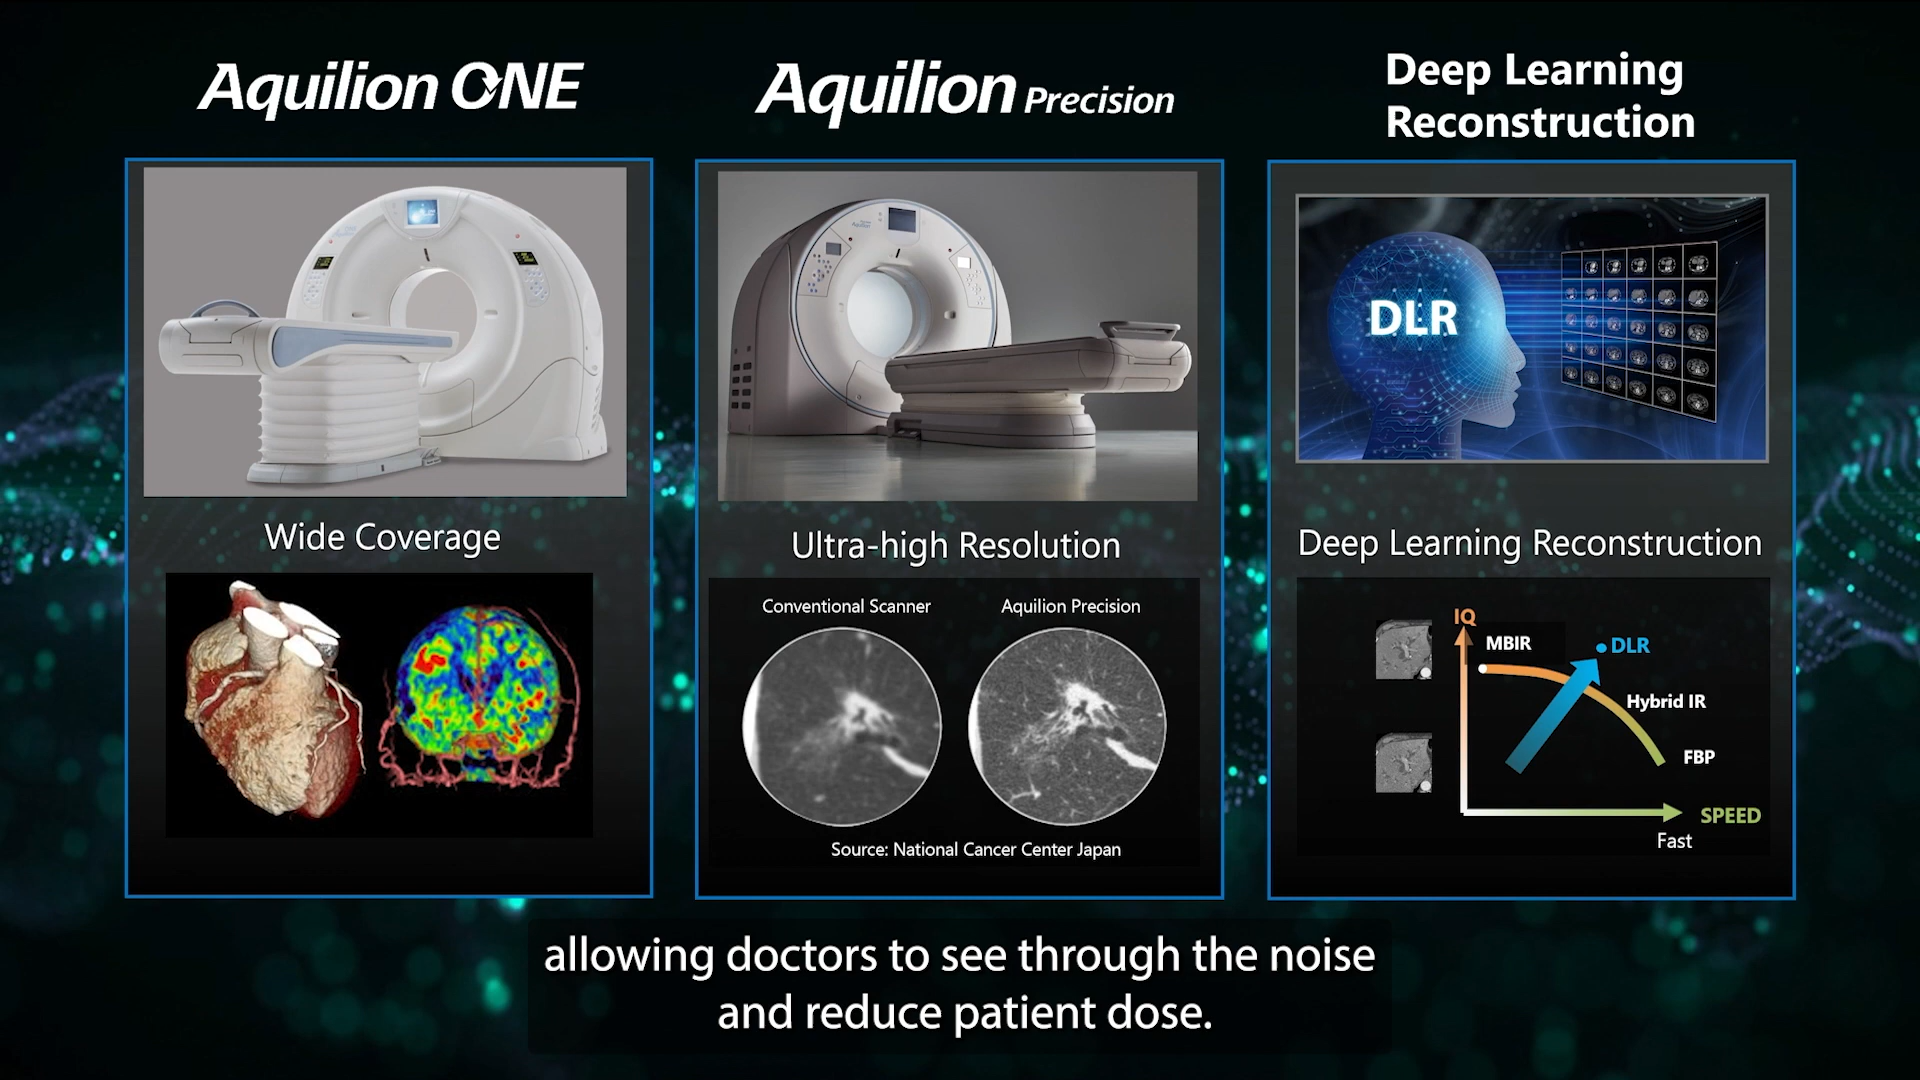 Aquilion ONE
Wide Coverage
Aquilion Precision
Ultra-high Resolution
Conventional Scanner
Aquilion Precision
Source: National Cancer Center Japan
Deep Learning
Reconstruction
DLR
Deep Learning Reconstruction
IQ
MBIR
DLR
Hybrid IR
FBP
SPEED
Fast
allowing doctors to see through the noise
and reduce patient dose.